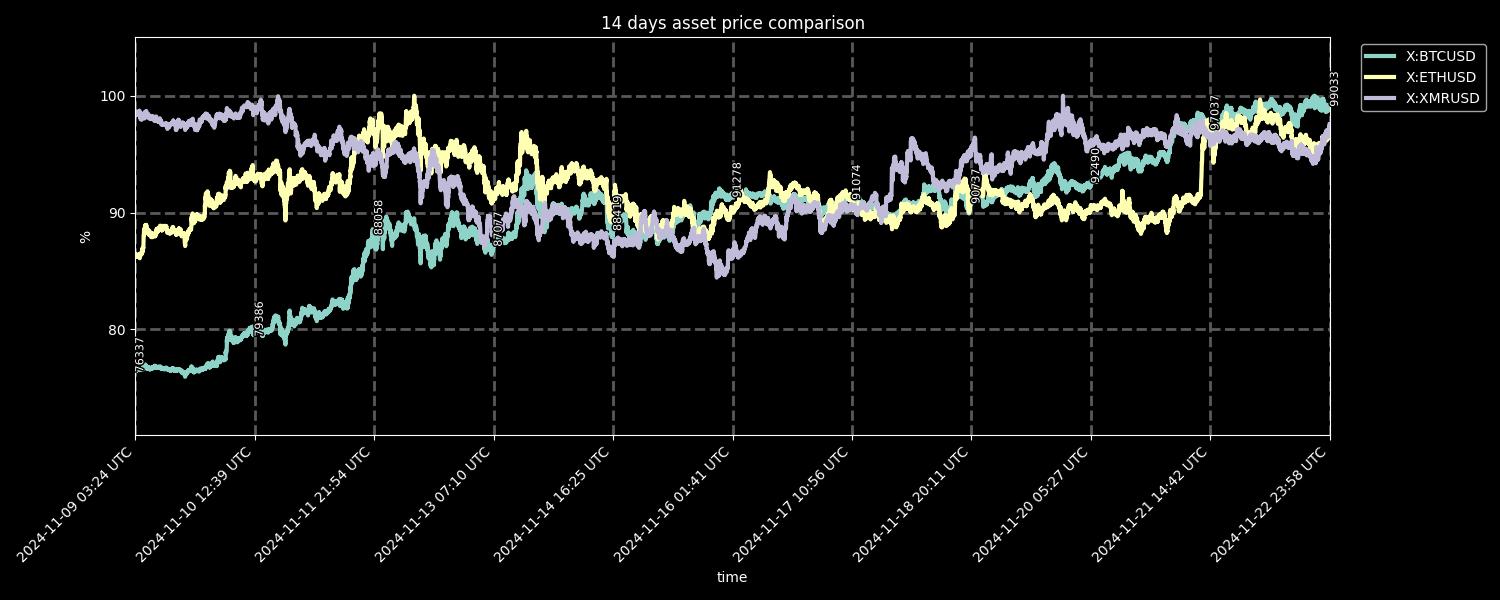 14 days asset price comparison
X:BTCUSD
X:ETHUSD
X:XMRUSD
100
90
80
%
76337
79386
88058
87077
88419
91278
91074
90737
92490
97037
99033
2024-11-09 03:24 UTC
2024-11-10 12:39 UTC
2024-11-11 21:54 UTC
2024-11-13 07:10 UTC
2024-11-14 16:25 UTC
2024-11-16 01:41 UTC
2024-11-17 10:56 UTC
2024-11-18 20:11 UTC
2024-11-20 05:27 UTC
2024-11-21 14:42 UTC
2024-11-22 23:58 UTC
time